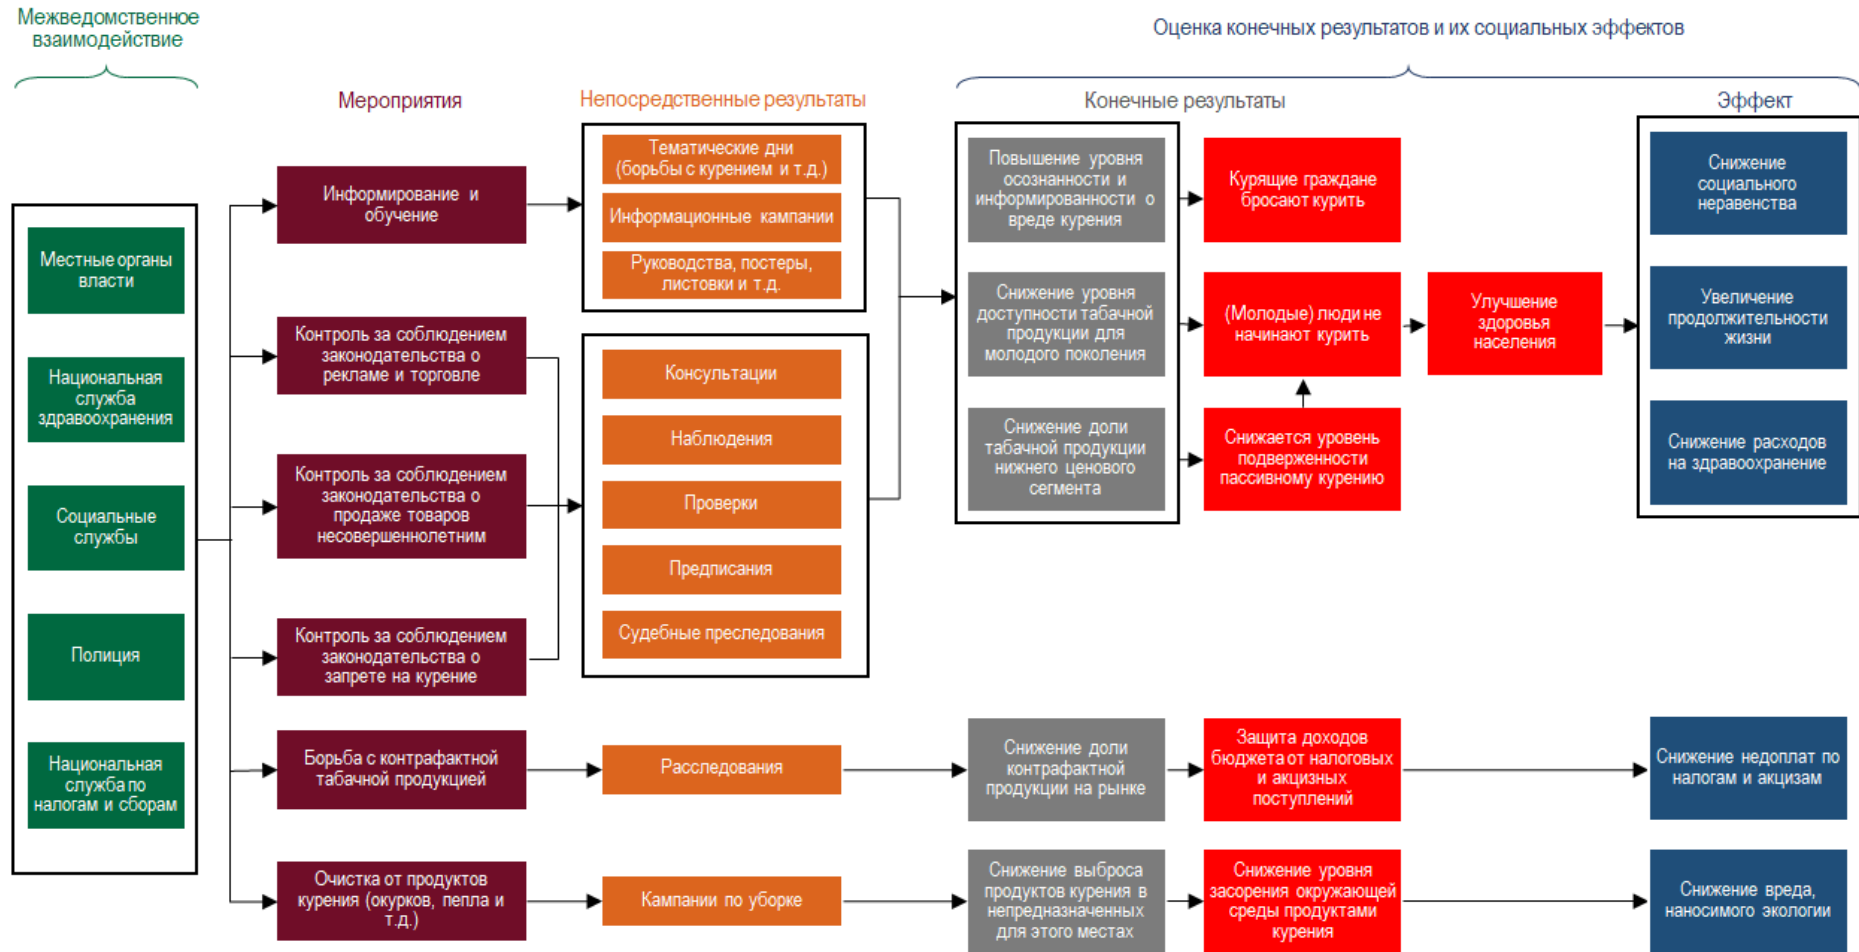 Межведомственное
взаимодействие
Оценка конечных результатов и их социальных эффектов
Мероприятия
Непосредственные результаты
Конечные результаты
Эффект
Местные органы
власти
Национальная
служба
здравоохранения
Социальные
службы
Полиция
Национальная
служба по
налогам и сборам
Информирование и
обучение
Контроль за соблюдением
законодательства о
рекламе и торговле
Контроль за соблюдением
законодательства о
продаже товаров
несовершеннолетним
Контроль за соблюдением
законодательства о
запрете на курение
Борьба с контрафактной
табачной продукцией
Очистка от продуктов
курения (окурков, пепла и
т.д.)
Тематические дни
(борьбы с курением и т.д.)
Информационные кампании
Руководства, постеры,
листовки и т.д.
Консультации
Наблюдения
Проверки
Предписания
Судебные преследования
Расследования
Кампании по уборке
Повышение уровня
осознанности и
информированности о
вреде курения
Снижение уровня
доступности табачной
продукции для
молодого поколения
Снижение доли
табачной продукции
нижнего ценового
сегмента
Снижение доли
контрафактной
продукции на рынке
Снижение выброса
продуктов курения в
непредназначенных
для этого местах
Курящие граждане
бросают курить
(Молодые) люди не
начинают курить
Снижается уровень
подверженности
пассивному курению
Защита доходов
бюджета от налоговых
и акцизных
поступлений
Снижение уровня
засорения окружающей
среды продуктами
курения
Улучшение
здоровья
населения
Снижение
социального
неравенства
Увеличение
продолжительности
жизни
Снижение расходов
на здравоохранение
Снижение недоплат по
налогам и акцизам
Снижение вреда,
наносимого экологии